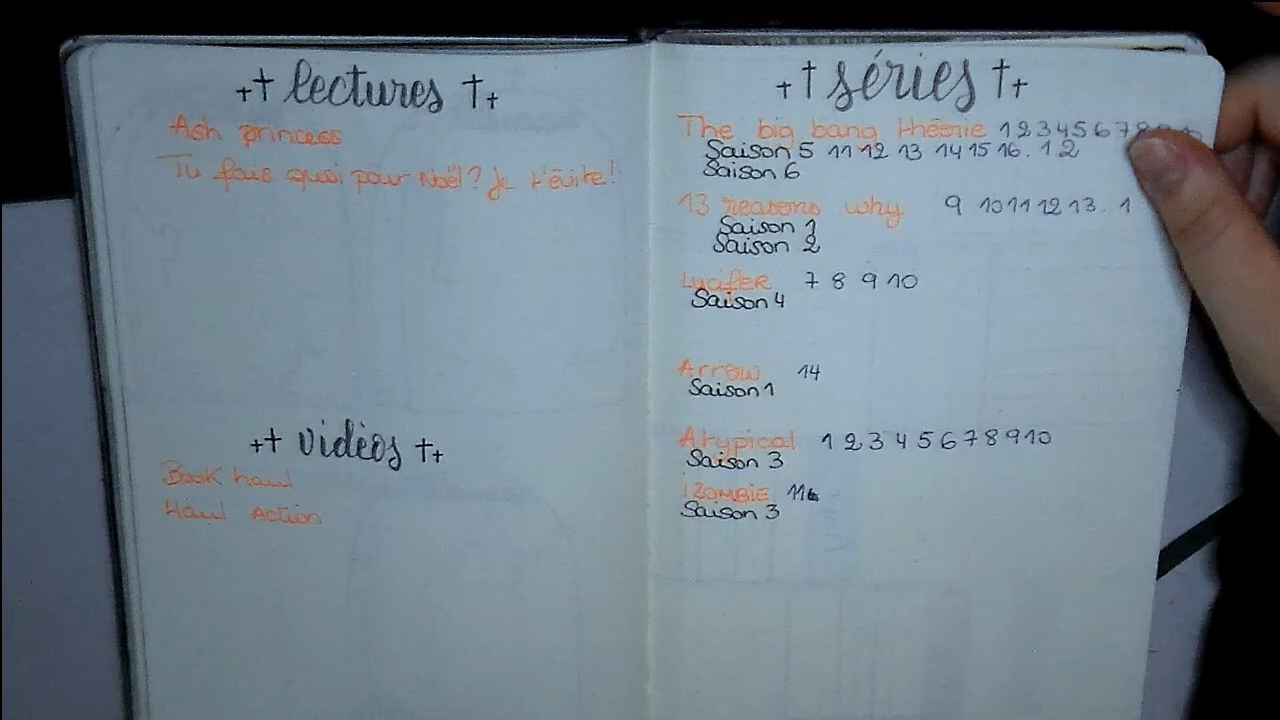 lectures
Ash princess
Tu fais quoi pour Noël? Je t'évite!
vidéos
Book haul
Haul Action
séries
The big bang théorie 1 2 3 4 5 6 7 8
Saison 5 11 12 13 14 15 16. 1 2
Saison 6
13 reasons why 9 10 11 12 13. 1
Saison 1
Saison 2
Lucifer 7 8 9 10
Saison 4
Arrow 14
Saison 1
Atypical 1 2 3 4 5 6 7 8 9 10
Saison 3
iZOMBIE
Saison 3